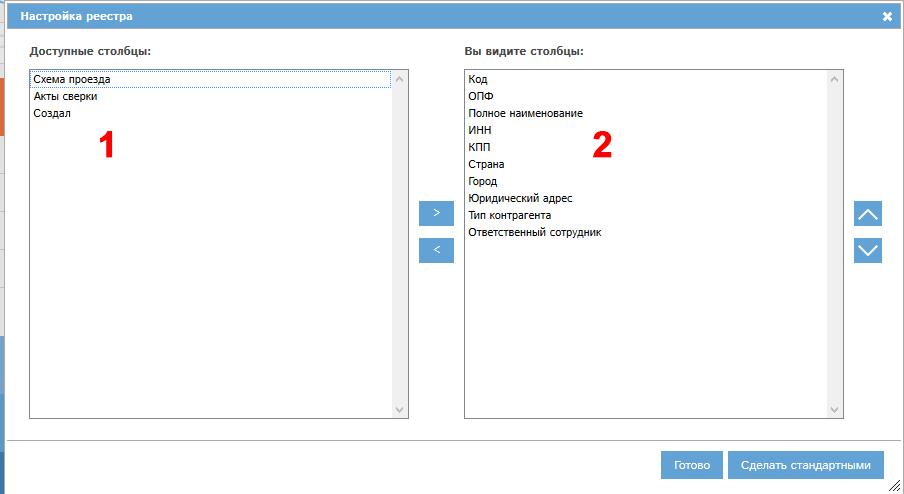 Настройка реестра
Доступные столбцы:
Схема проезда
Акты сверки
Создал
1
>
<
Вы видите столбцы:
Код
ОПФ
Полное наименование
ИНН
КПП
Страна
Город
Юридический адрес
Тип контрагента
Ответственный сотрудник
2
Готово
Сделать стандартными